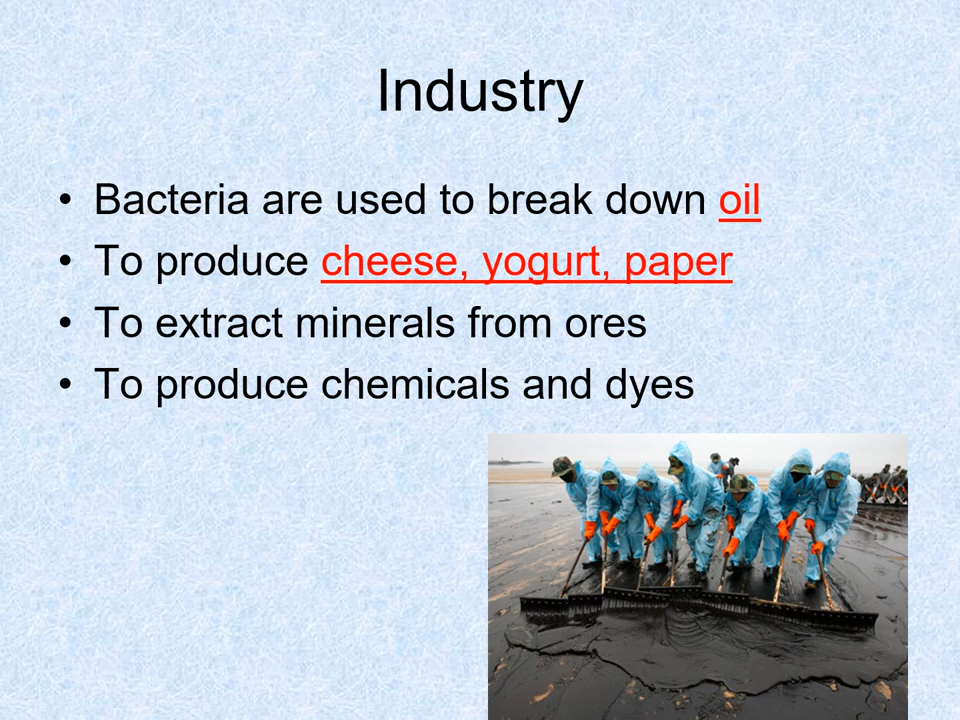 Industry
• Bacteria are used to break down oil
• To produce cheese, yogurt, paper
• To extract minerals from ores
• To produce chemicals and dyes